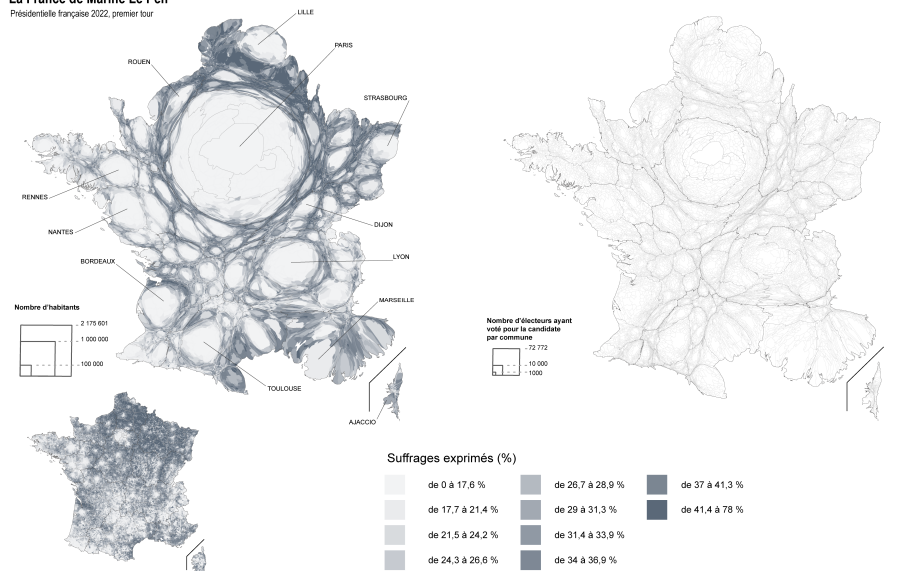 La France de Marine Le Pen
Présidentielle française 2022, premier tour
LILLE
PARIS
ROUEN
STRASBOURG
RENNES
NANTES
DIJON
BORDEAUX
LYON
MARSEILLE
TOULOUSE
AJACCIO
Nombre d'habitants
2 175 601
1 000 000
100 000
Nombre d'électeurs ayant
voté pour la candidate
par commune
72 772
10 000
1000
Suffrages exprimés (%)
de 0 à 17,6 %
de 17,7 à 21,4 %
de 21,5 à 24,2 %
de 24,3 à 26,6 %
de 26,7 à 28,9 %
de 29 à 31,3 %
de 31,4 à 33,9 %
de 34 à 36,9 %
de 37 à 41,3 %
de 41,4 à 78 %